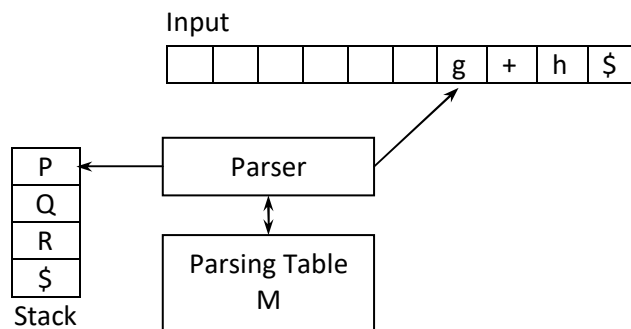 Input
g + h $
P
Parser
Q
R
$
Parsing Table
M
Stack